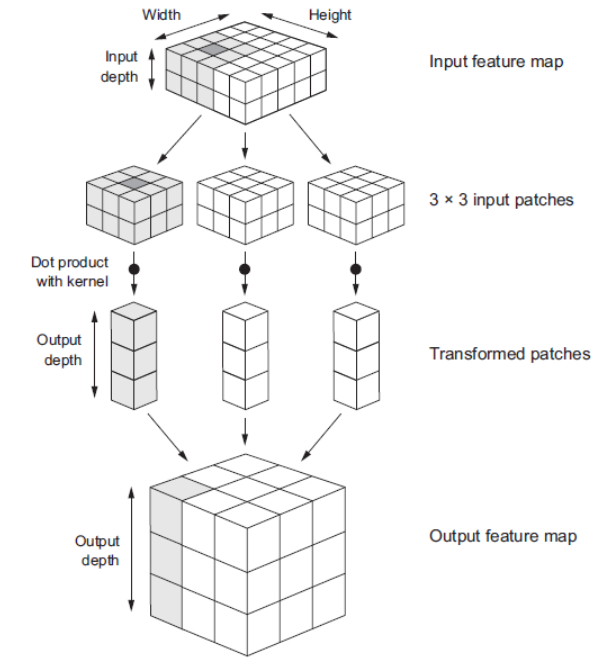 Width
Height
Input
depth
Input feature map
3 × 3 input patches
Dot product
with kernel
Output
depth
Transformed patches
Output
depth
Output feature map